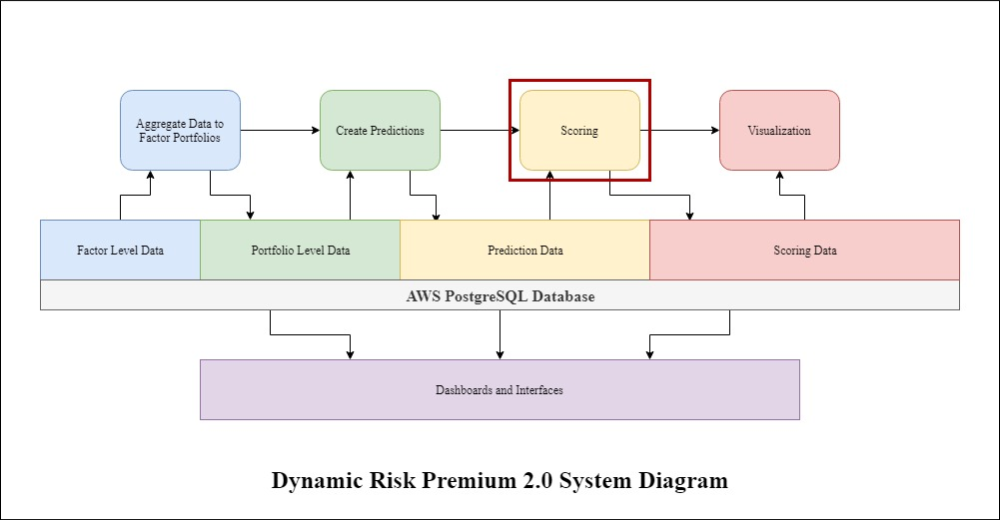 Aggregate Data to
Factor Portfolios
Create Predictions
Scoring
Visualization
Factor Level Data
Portfolio Level Data
Prediction Data
Scoring Data
AWS PostgreSQL Database
Dashboards and Interfaces
Dynamic Risk Premium 2.0 System Diagram